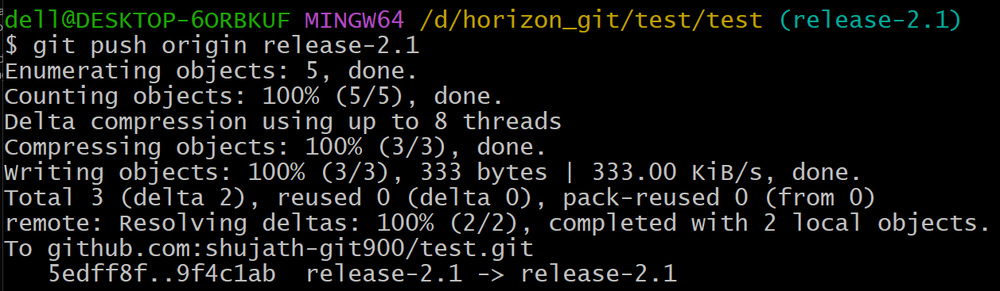 dell@DESKTOP-6ORBKUF MINGW64 /d/horizon_git/test/test (release-2.1)
$ git push origin release-2.1
Enumerating objects: 5, done.
Counting objects: 100% (5/5), done.
Delta compression using up to 8 threads
Compressing objects: 100% (3/3), done.
Writing objects: 100% (3/3), 333 bytes | 333.00 KiB/s, done.
Total 3 (delta 2), reused 0 (delta 0), pack-reused 0 (from 0)
remote: Resolving deltas: 100% (2/2), completed with 2 local objects.
To github.com:shujath-git900/test.git
   5edff8f..9f4c1ab  release-2.1 -> release-2.1